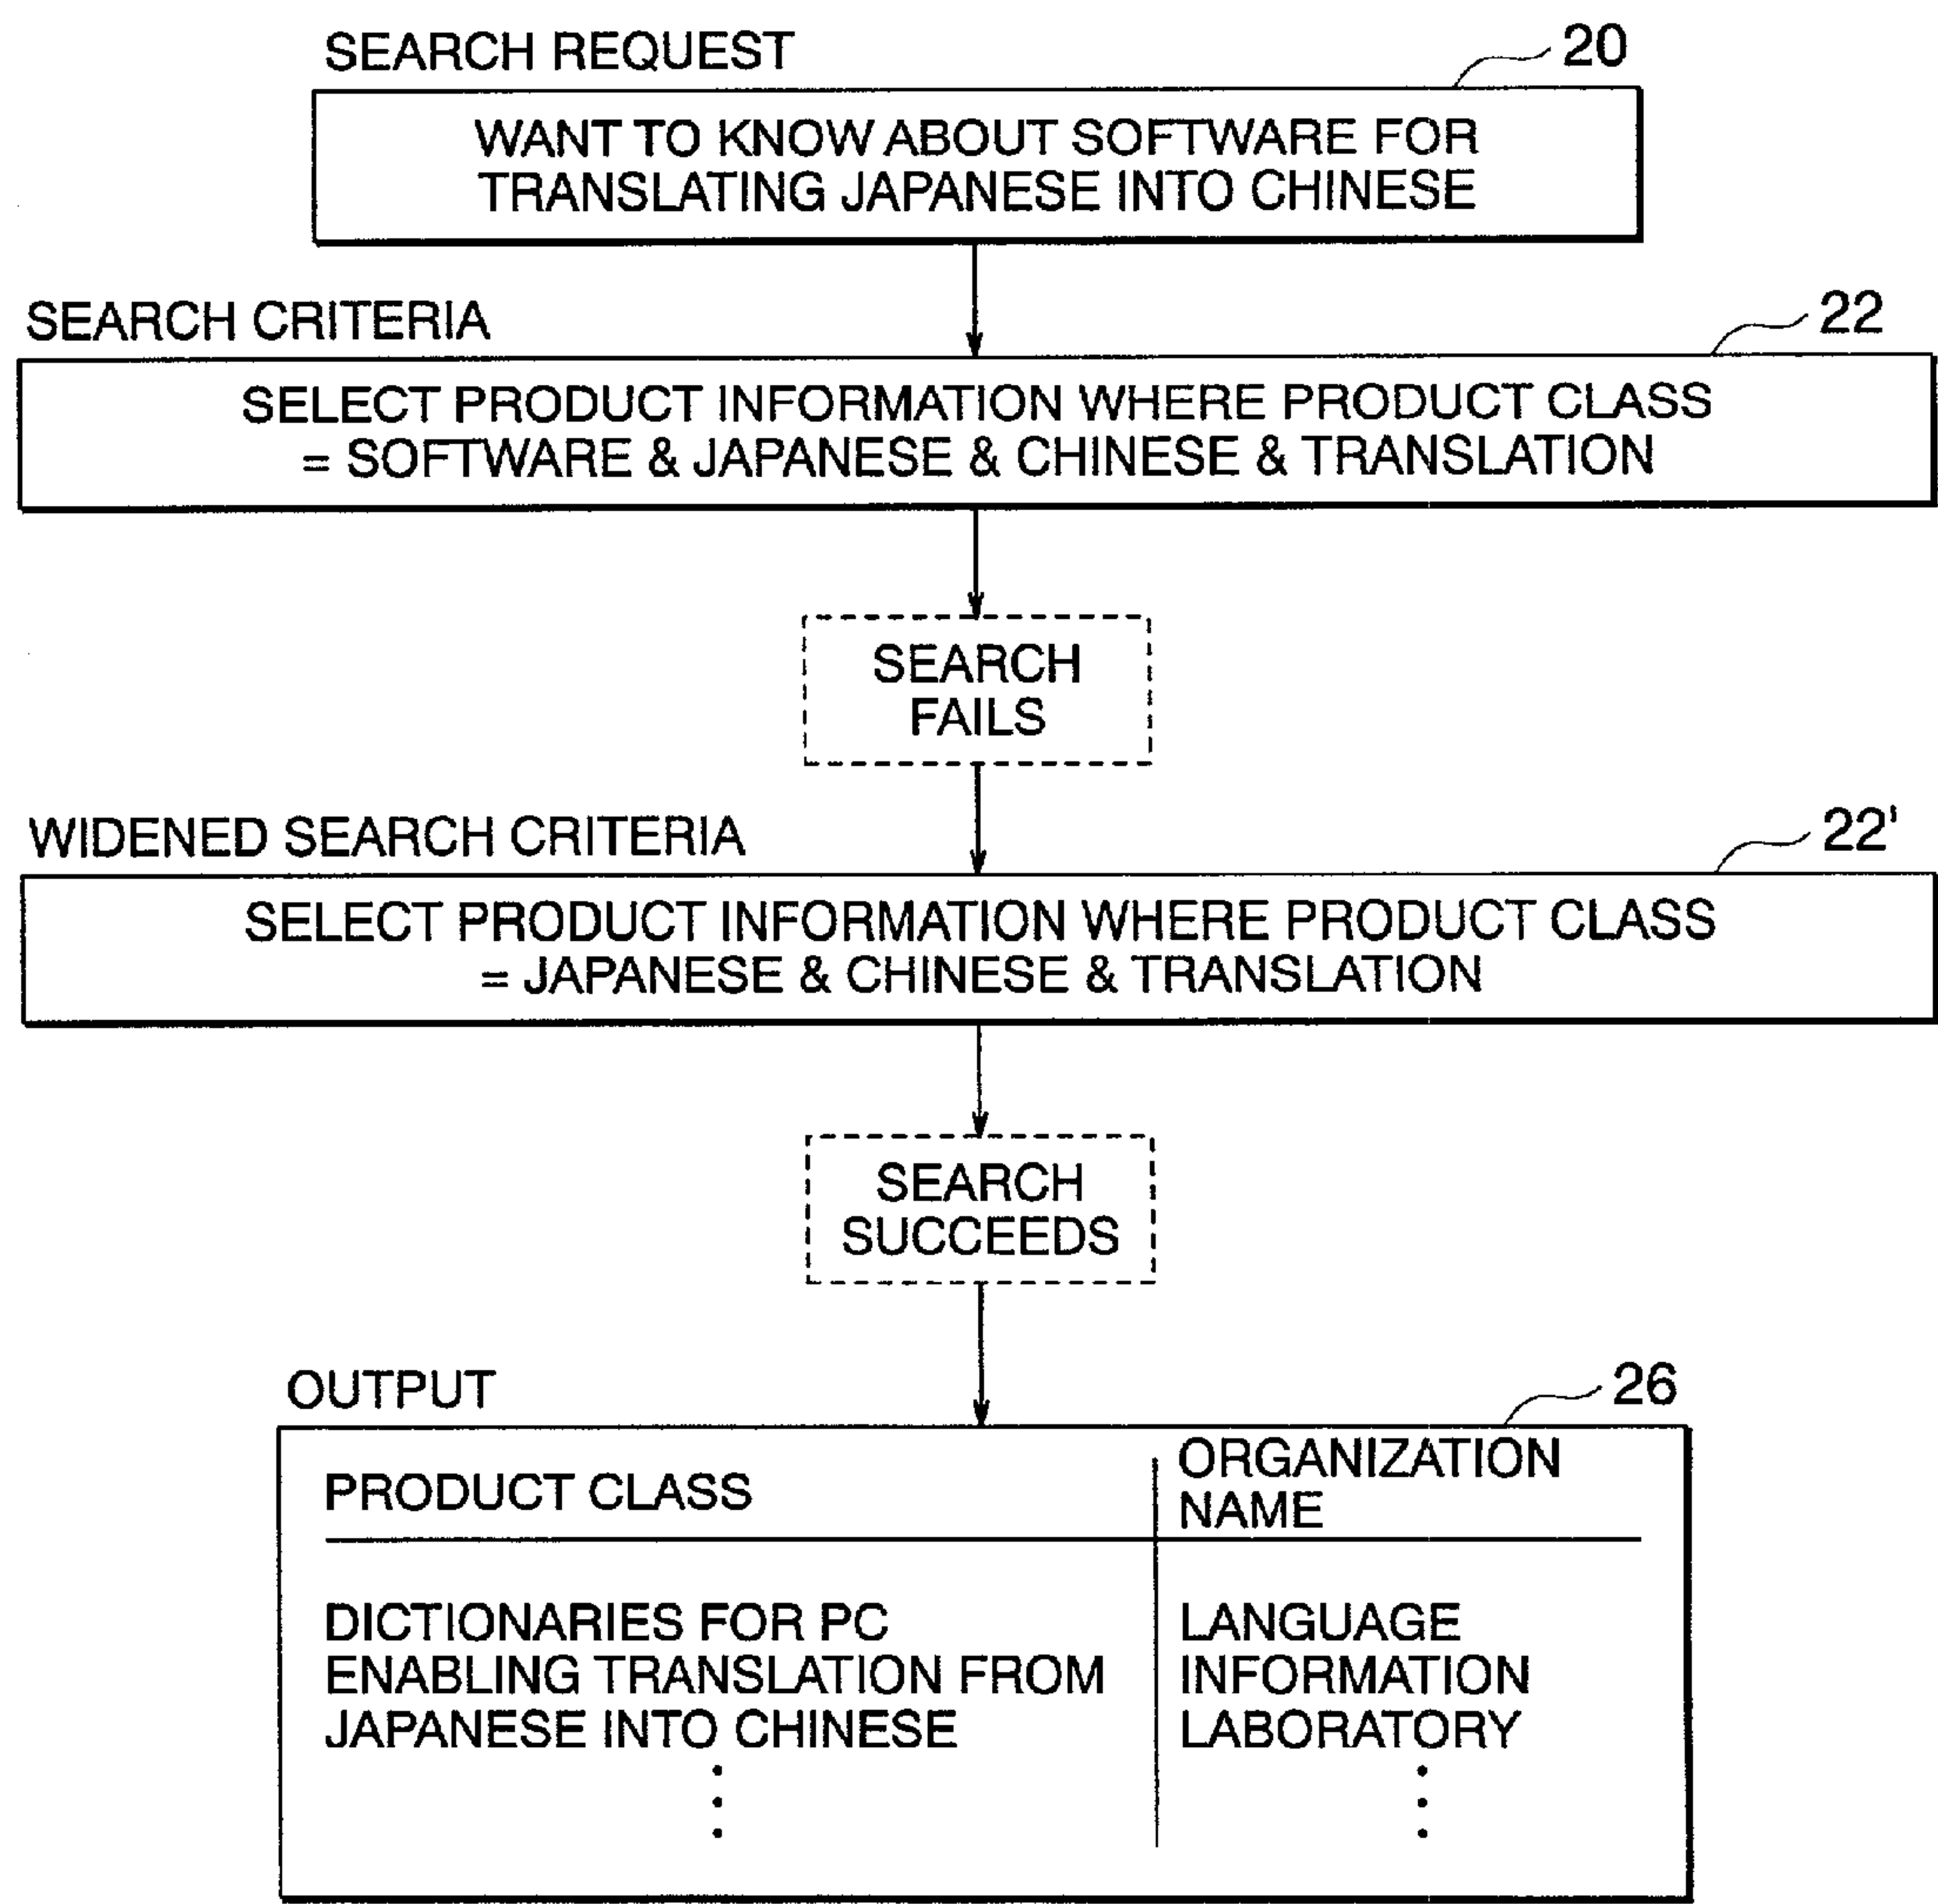 SEARCH REQUEST
20
WANT TO KNOW ABOUT SOFTWARE FOR
TRANSLATING JAPANESE INTO CHINESE
SEARCH CRITERIA
22
SELECT PRODUCT INFORMATION WHERE PRODUCT CLASS
= SOFTWARE & JAPANESE & CHINESE & TRANSLATION
SEARCH
FAILS
WIDENED SEARCH CRITERIA
22'
SELECT PRODUCT INFORMATION WHERE PRODUCT CLASS
= JAPANESE & CHINESE & TRANSLATION
SEARCH
SUCCEEDS
OUTPUT
26
PRODUCT CLASS
ORGANIZATION
NAME
DICTIONARIES FOR PC
ENABLING TRANSLATION FROM
JAPANESE INTO CHINESE
LANGUAGE
INFORMATION
LABORATORY